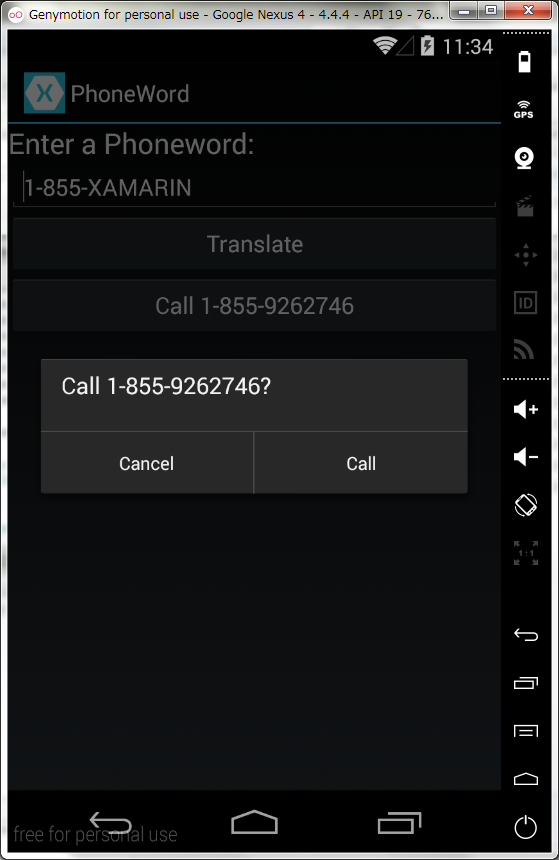 Genymotion for personal use - Google Nexus 4 - 4.4.4 - API 19 - 76...
11:34
GPS
PhoneWord
Enter a Phoneword:
1-855-XAMARIN
Translate
ID
Call 1-855-9262746
Call 1-855-9262746?
Cancel
Call
1:1
free for personal use